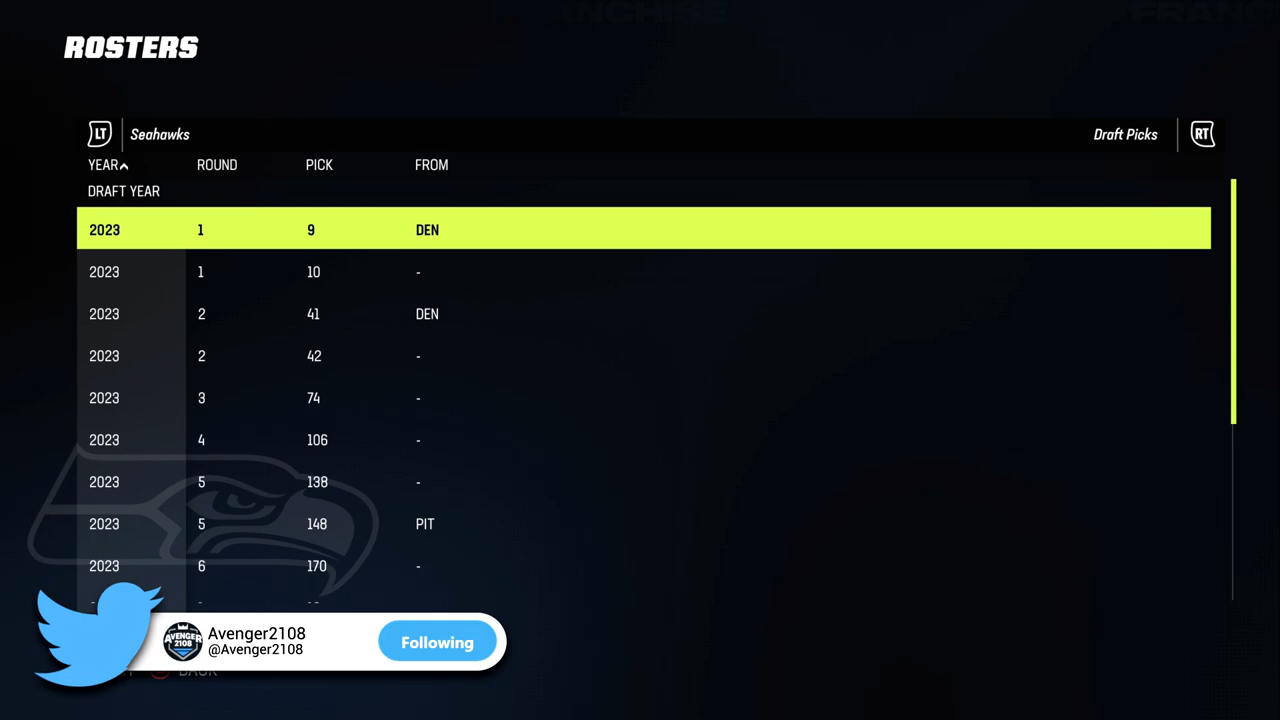 ROSTERS
LT Seahawks Draft Picks RT
YEAR ROUND PICK FROM
DRAFT YEAR
2023 1 9 DEN
2023 1 10 -
2023 2 41 DEN
2023 2 42 -
2023 3 74 -
2023 4 106 -
2023 5 138 -
2023 5 148 PIT
2023 6 170 -
AVENGER 2108
Avenger2108
@Avenger2108
Following
BACK